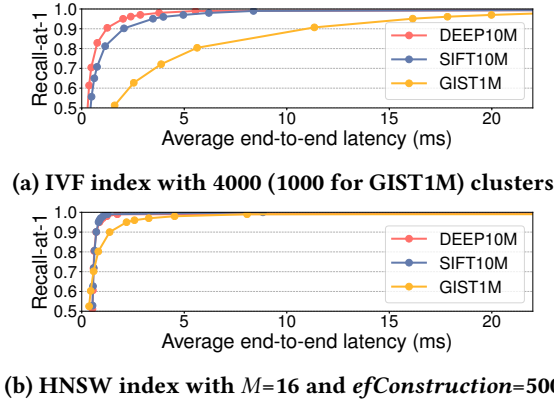 1.0
0.9
0.8
0.7
0.6
0.5
Recall-at-1
DEEP10M
SIFT10M
GIST1M
0 5 10 15 20
Average end-to-end latency (ms)
(a) IVF index with 4000 (1000 for GIST1M) clusters
1.0
0.9
0.8
0.7
0.6
0.5
Recall-at-1
DEEP10M
SIFT10M
GIST1M
0 5 10 15 20
Average end-to-end latency (ms)
(b) HNSW index with M=16 and efConstruction=500